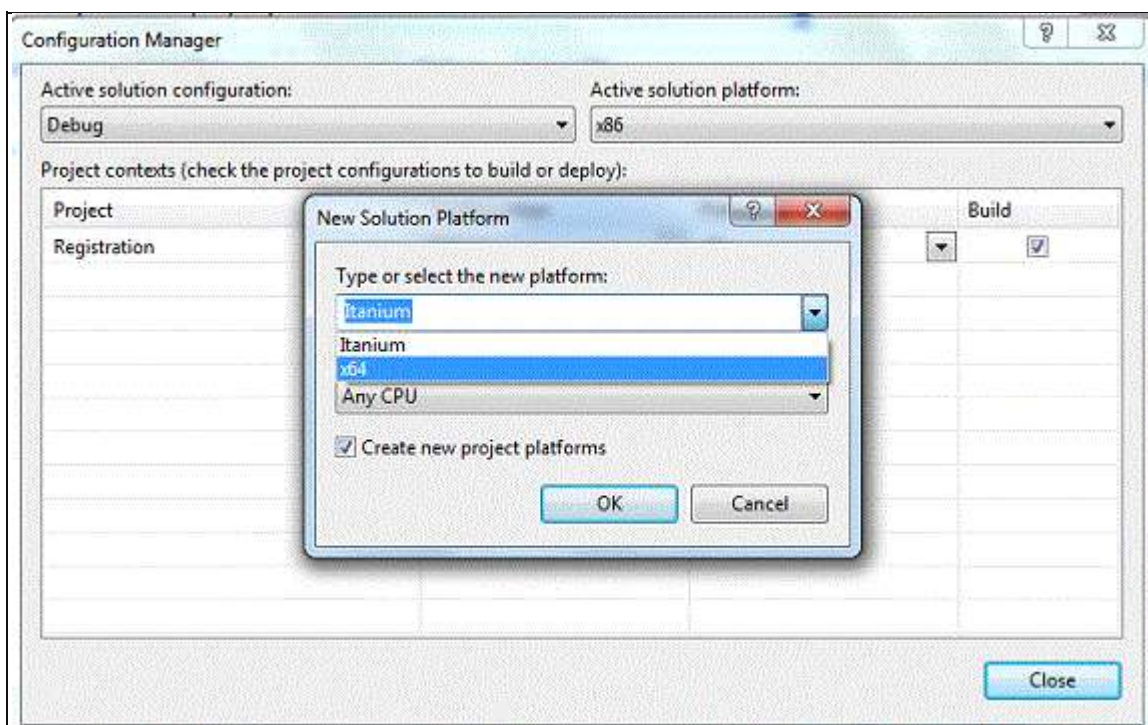 Configuration Manager
Active solution configuration:
Active solution platform:
Debug
x86
Project contexts (check the project configurations to build or deploy):
Project
Build
Registration
New Solution Platform
Type or select the new platform:
Itanium
Itanium
x64
Any CPU
Create new project platforms
OK
Cancel
Close